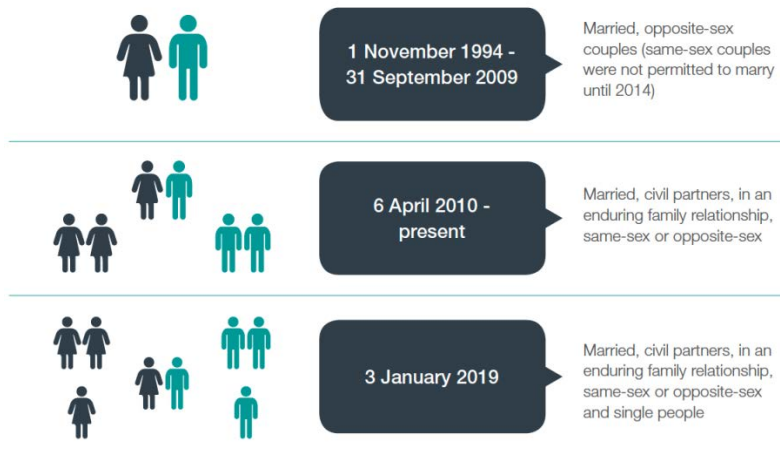 1 November 1994 -
31 September 2009
Married, opposite-sex
couples (same-sex couples
were not permitted to marry
until 2014)
6 April 2010 -
present
Married, civil partners, in an
enduring family relationship,
same-sex or opposite-sex
3 January 2019
Married, civil partners, in an
enduring family relationship,
same-sex or opposite-sex
and single people